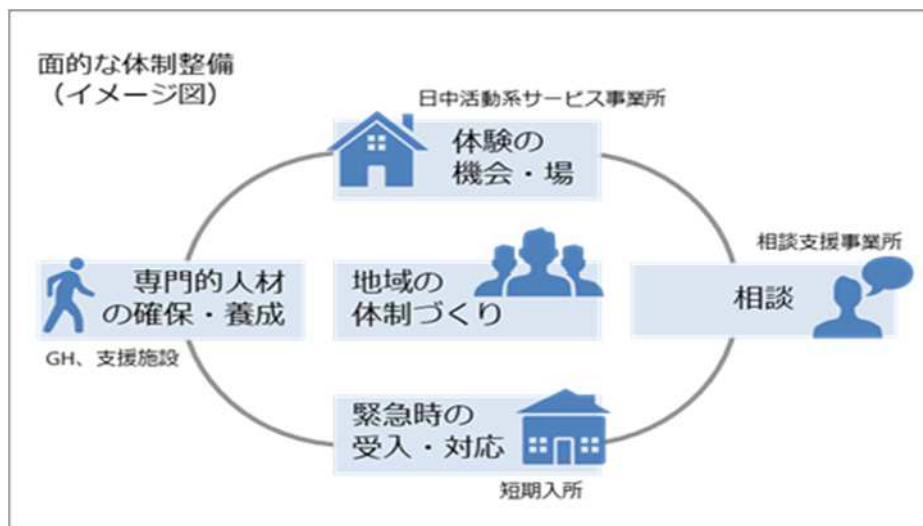 面的な体制整備
（イメージ図）
日中活動系サービス事業所
体験の
機会・場
相談支援事業所
専門的人材
の確保・養成
地域の
体制づくり
相談
GH、支援施設
緊急時の
受入・対応
短期入所